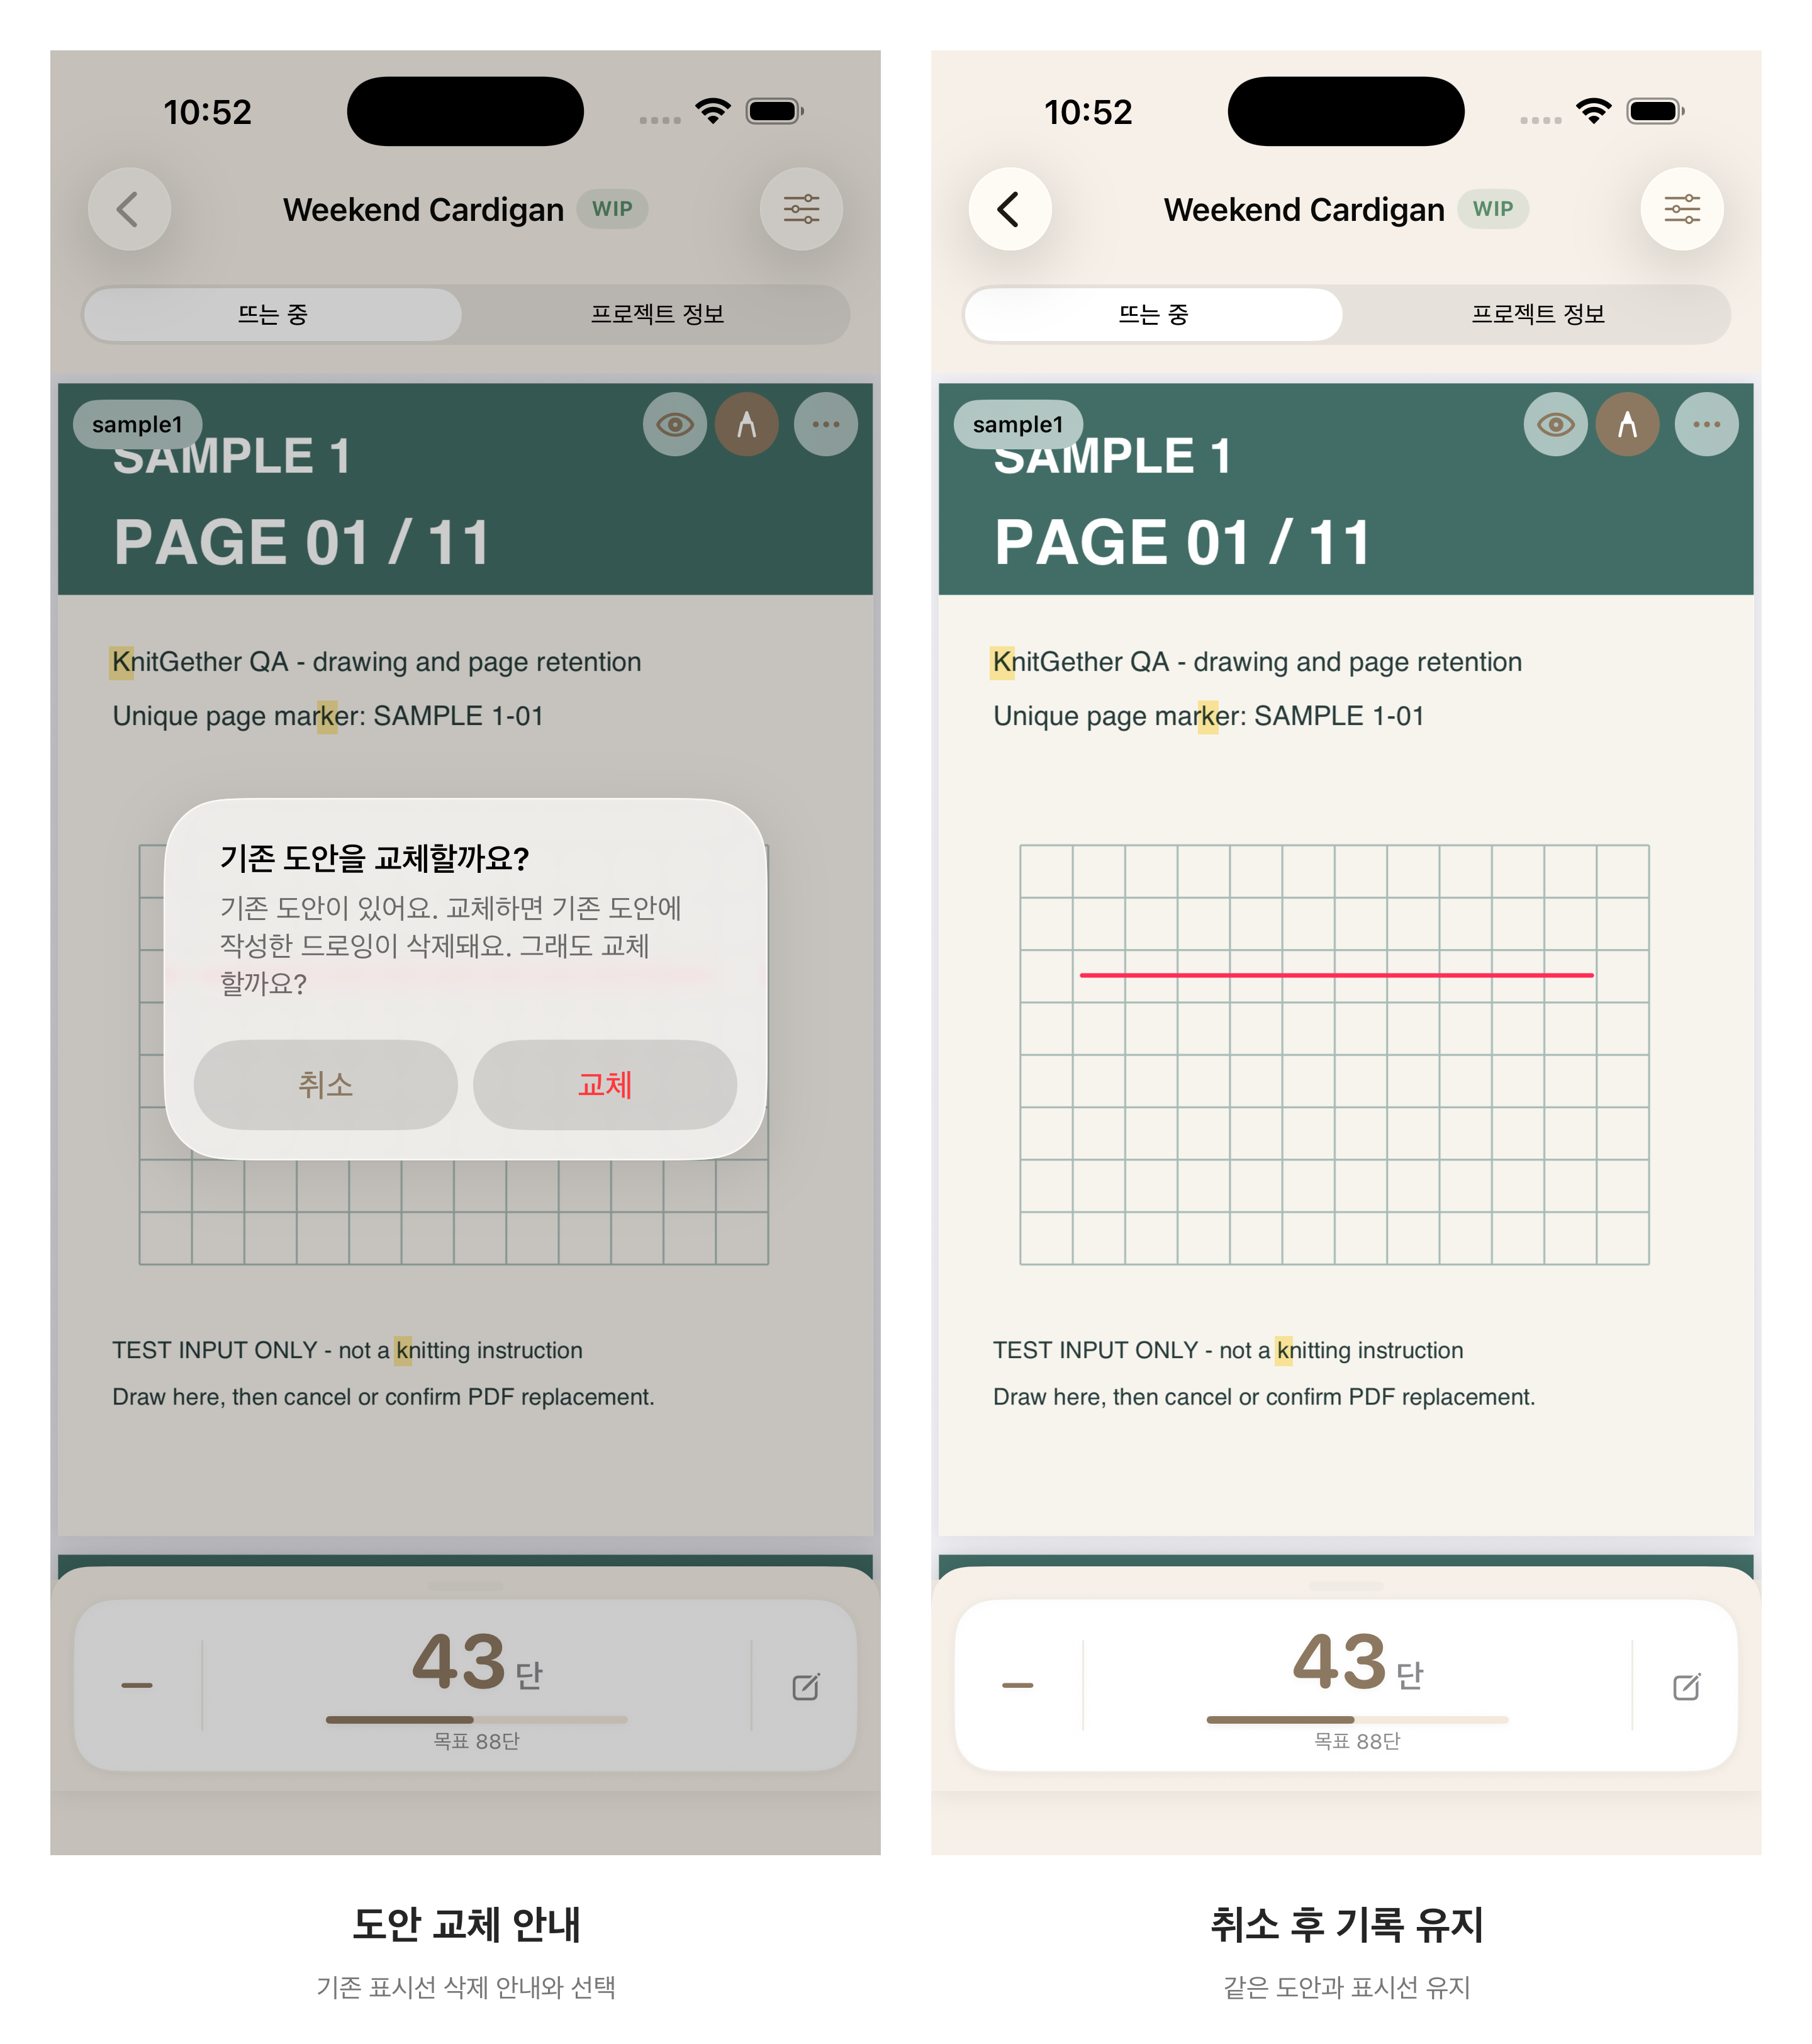 10:52
Weekend Cardigan WIP
뜨는 중 프로젝트 정보
sample1
SAMPLE 1
PAGE 01 / 11
KnitGether QA - drawing and page retention
Unique page marker: SAMPLE 1-01
기존 도안을 교체할까요?
기존 도안이 있어요. 교체하면 기존 도안에
작성한 드로잉이 삭제돼요. 그래도 교체
할까요?
취소 교체
TEST INPUT ONLY - not a knitting instruction
Draw here, then cancel or confirm PDF replacement.
43 단
목표 88단
도안 교체 안내
기존 표시선 삭제 안내와 선택
10:52
Weekend Cardigan WIP
뜨는 중 프로젝트 정보
sample1
SAMPLE 1
PAGE 01 / 11
KnitGether QA - drawing and page retention
Unique page marker: SAMPLE 1-01
TEST INPUT ONLY - not a knitting instruction
Draw here, then cancel or confirm PDF replacement.
43 단
목표 88단
취소 후 기록 유지
같은 도안과 표시선 유지